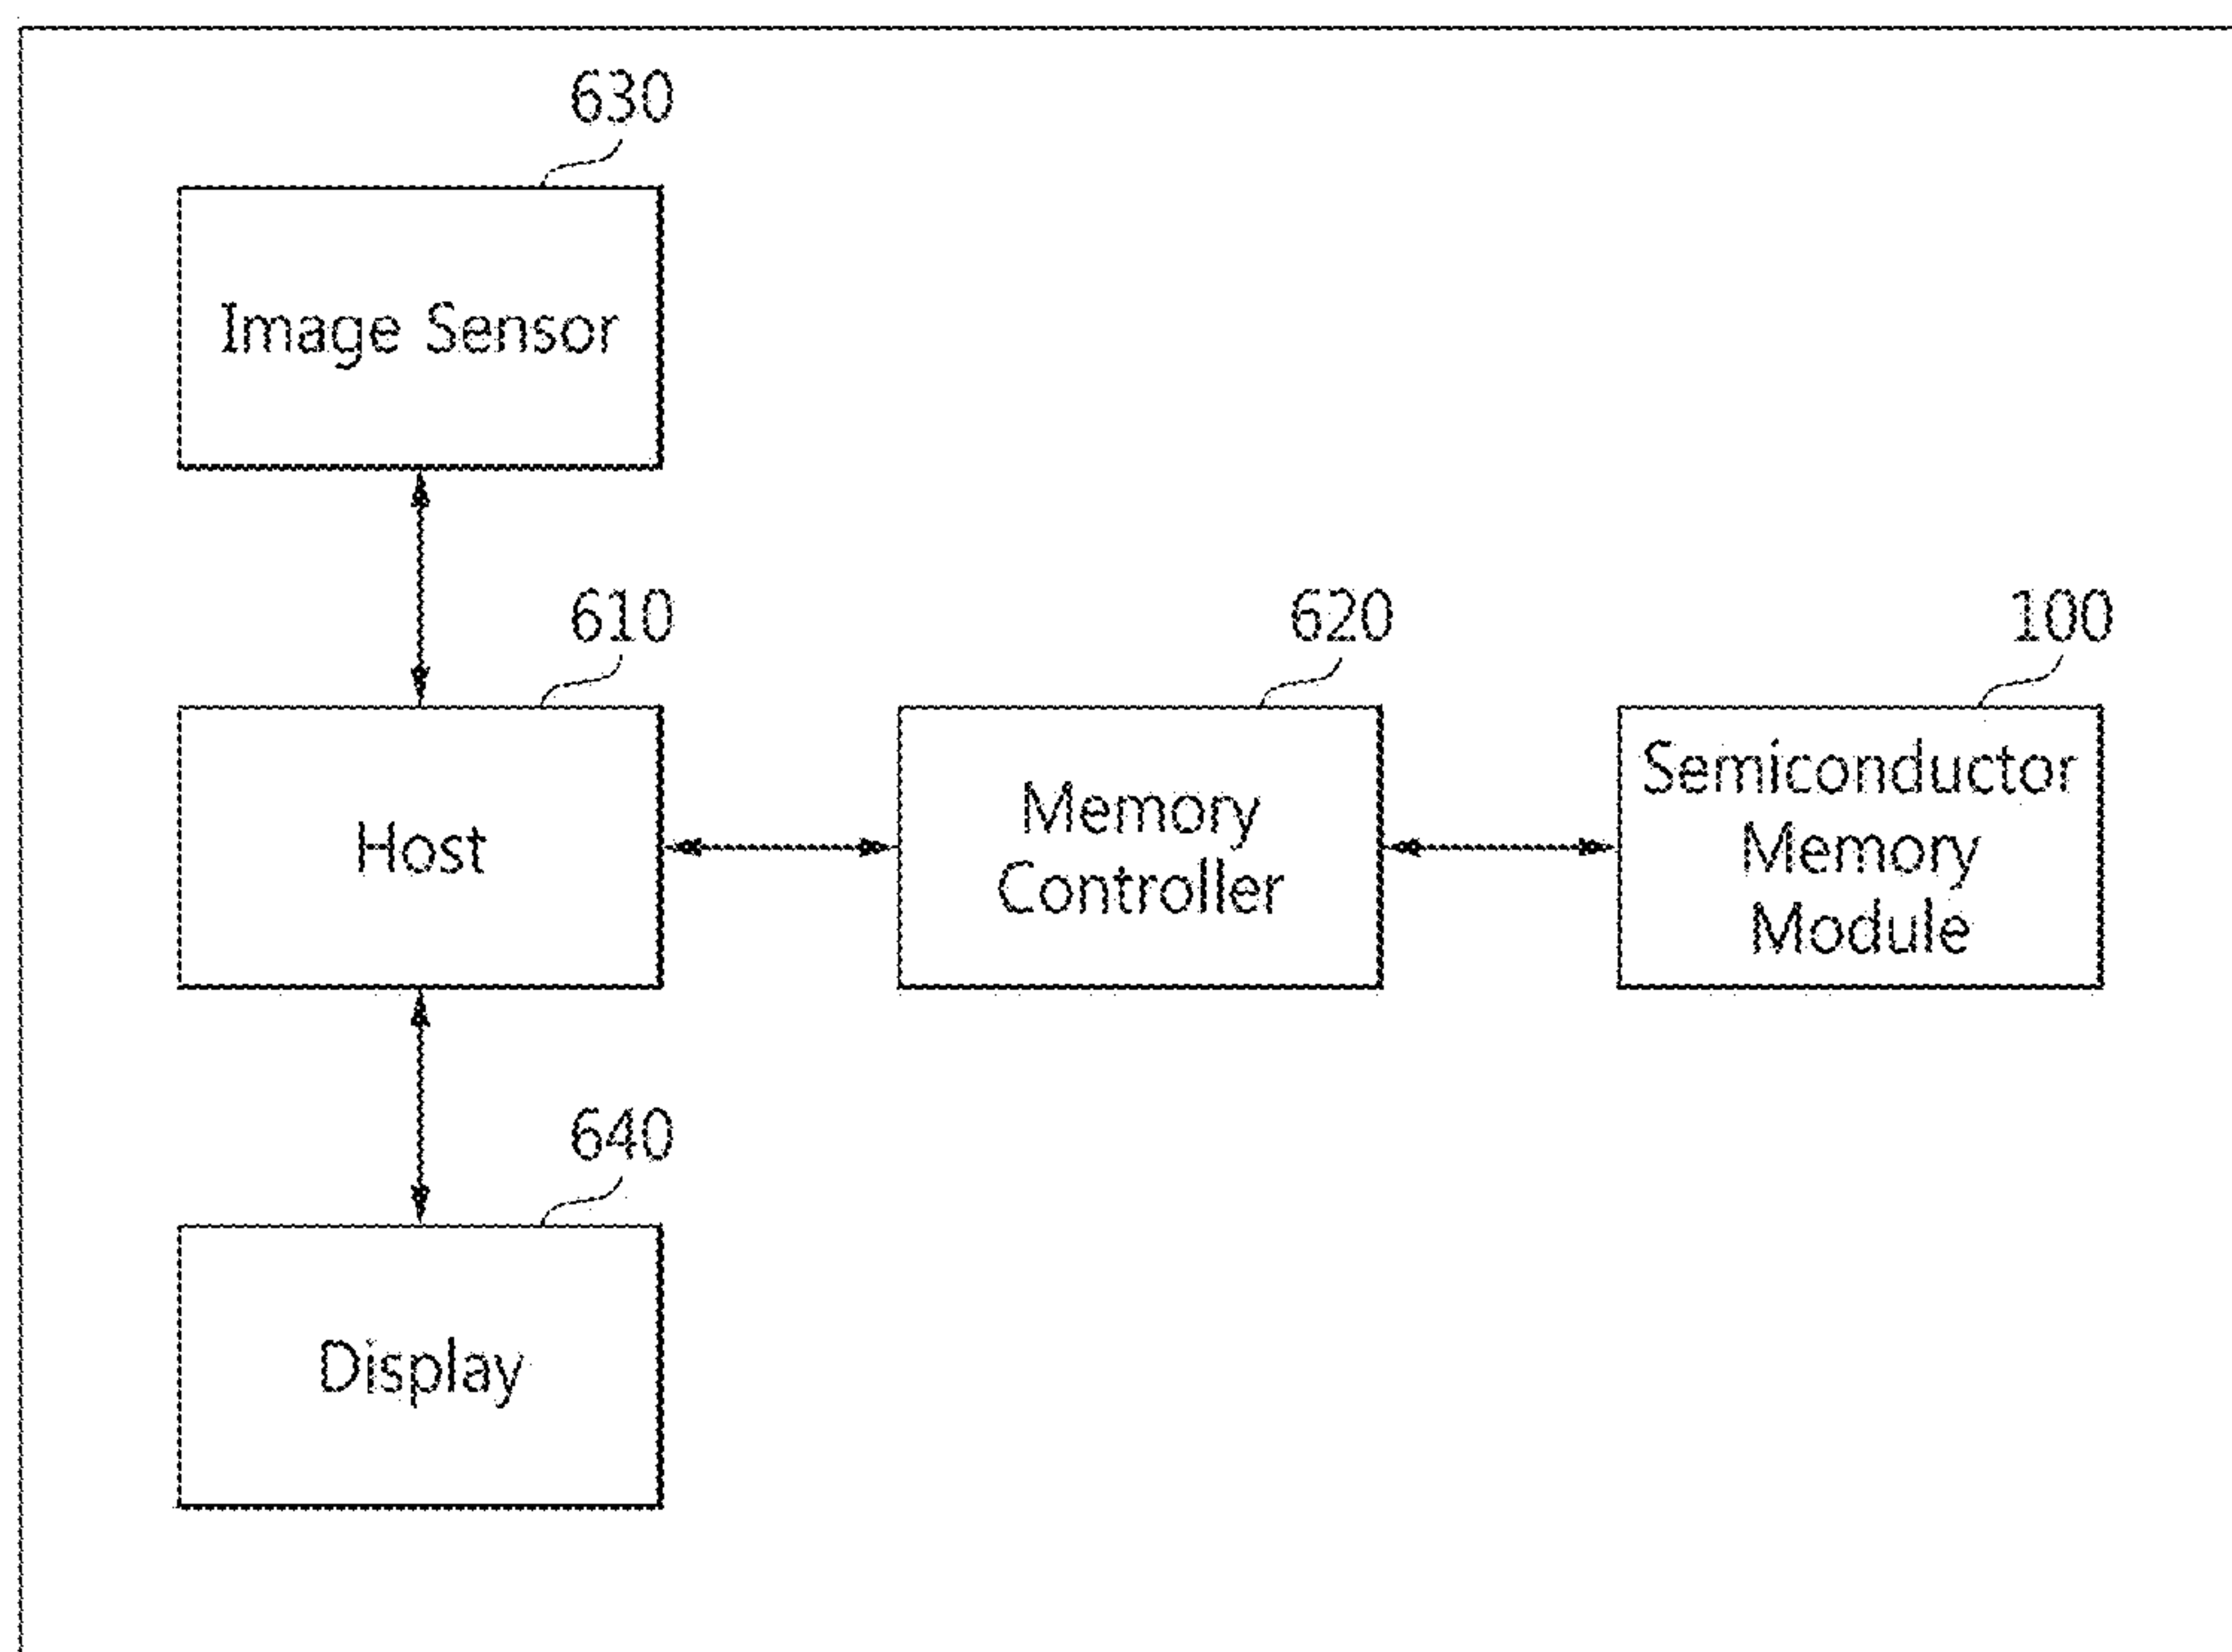 630
Image Sensor
610
Host
620
Memory
Controller
100
Semiconductor
Memory
Module
640
Display